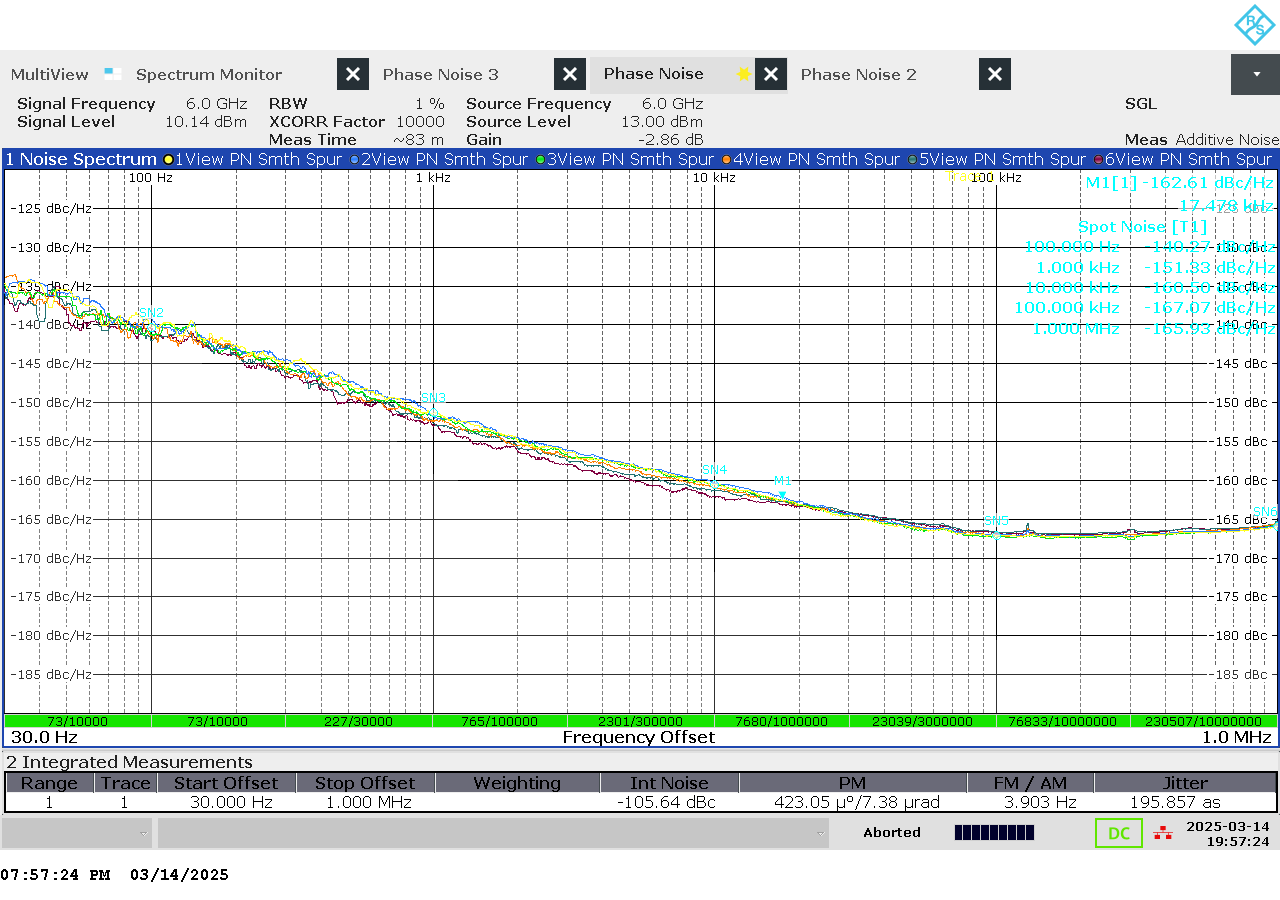 R&S
MultiView Spectrum Monitor Phase Noise 3 Phase Noise Phase Noise 2
Signal Frequency 6.0 GHz RBW 1 % Source Frequency 6.0 GHz SGL
Signal Level 10.14 dBm XCORR Factor 10000 Source Level 13.00 dBm
Meas Time ~83 m Gain -2.86 dB Meas Additive Noise
1 Noise Spectrum 1View PN Smth Spur 2View PN Smth Spur 3View PN Smth Spur 4View PN Smth Spur 5View PN Smth Spur 6View PN Smth Spur
100 Hz 1 kHz 10 kHz 100 kHz
M1[1] -162.61 dBc/Hz
17.478 kHz
Spot Noise [T1]
100.000 Hz -140.27 dBc/Hz
1.000 kHz -151.33 dBc/Hz
10.000 kHz -160.50 dBc/Hz
100.000 kHz -167.07 dBc/Hz
1.000 MHz -165.93 dBc/Hz
-125 dBc/Hz -125 dBc
-130 dBc/Hz -130 dBc
-135 dBc/Hz -135 dBc
SN2
-140 dBc/Hz -140 dBc
-145 dBc/Hz -145 dBc
SN3
-150 dBc/Hz -150 dBc
-155 dBc/Hz -155 dBc
SN4
-160 dBc/Hz M1 -160 dBc
SN5 SN6
-165 dBc/Hz -165 dBc
-170 dBc/Hz -170 dBc
-175 dBc/Hz -175 dBc
-180 dBc/Hz -180 dBc
-185 dBc/Hz -185 dBc
73/10000 73/10000 227/30000 765/100000 2301/300000 7680/1000000 23039/3000000 76833/10000000 230507/10000000
30.0 Hz Frequency Offset 1.0 MHz
2 Integrated Measurements
Range Trace Start Offset Stop Offset Weighting Int Noise PM FM / AM Jitter
1 1 30.000 Hz 1.000 MHz -105.64 dBc 423.05 µ°/7.38 µrad 3.903 Hz 195.857 as
Aborted DC 2025-03-14
19:57:24
07:57:24 PM 03/14/2025